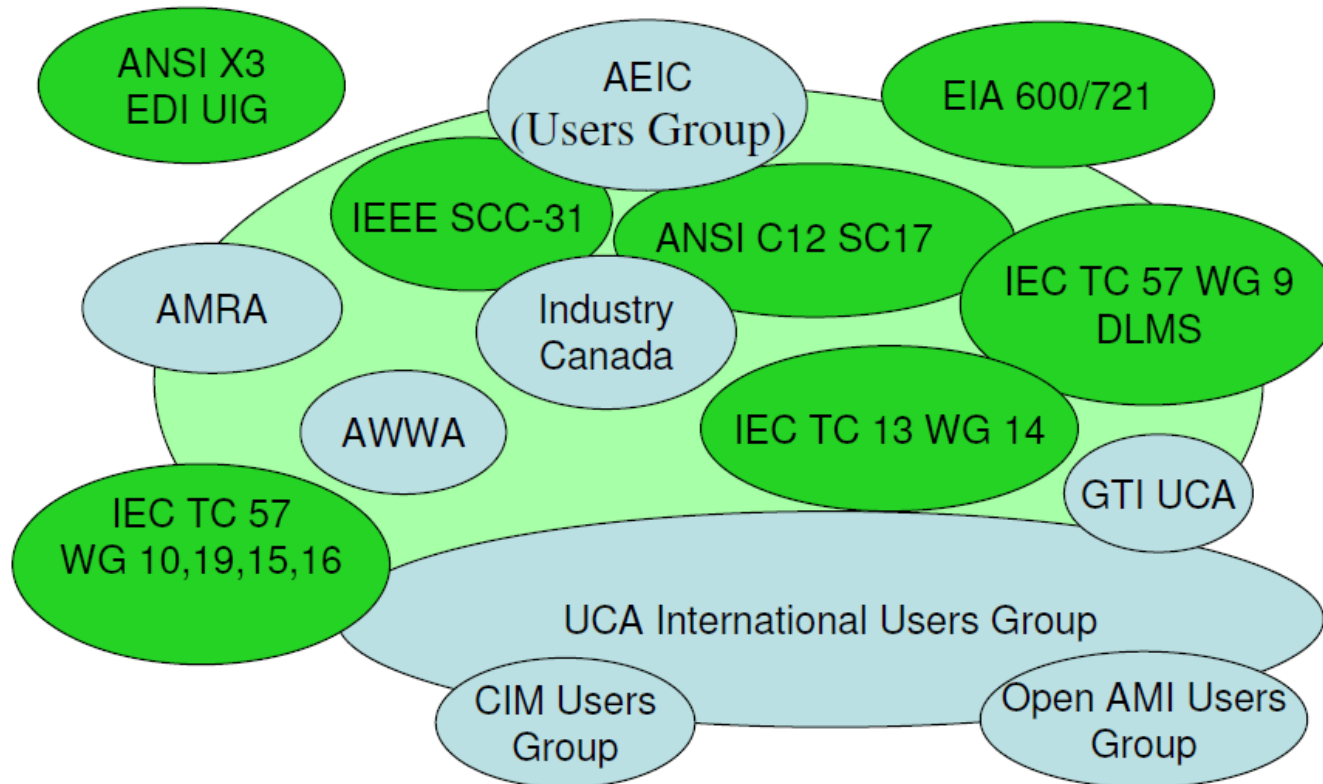 ANSI X3
EDI UIG
AEIC
(Users Group)
EIA 600/721
IEEE SCC-31
ANSI C12 SC17
IEC TC 57 WG 9
DLMS
AMRA
Industry
Canada
AWWA
IEC TC 13 WG 14
GTI UCA
IEC TC 57
WG 10,19,15,16
UCA International Users Group
CIM Users
Group
Open AMI Users
Group